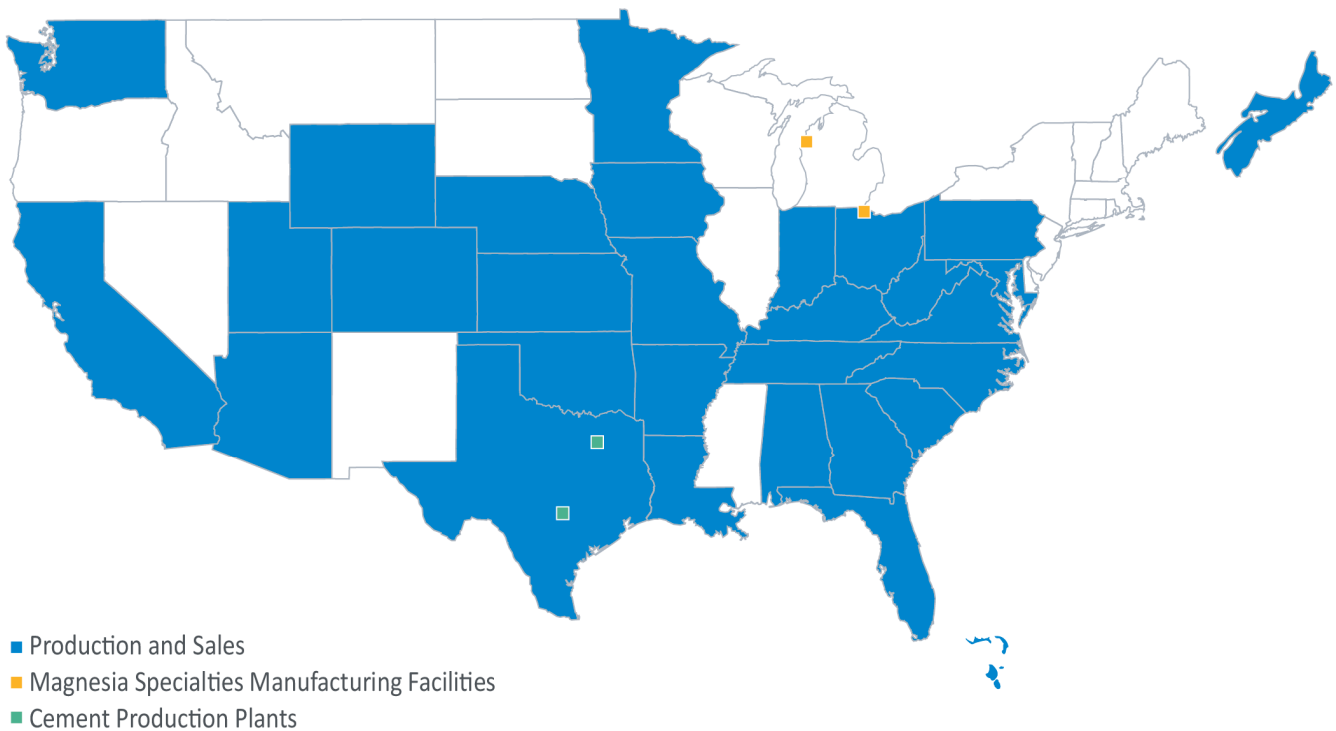 Production and Sales
Magnesia Specialties Manufacturing Facilities
Cement Production Plants